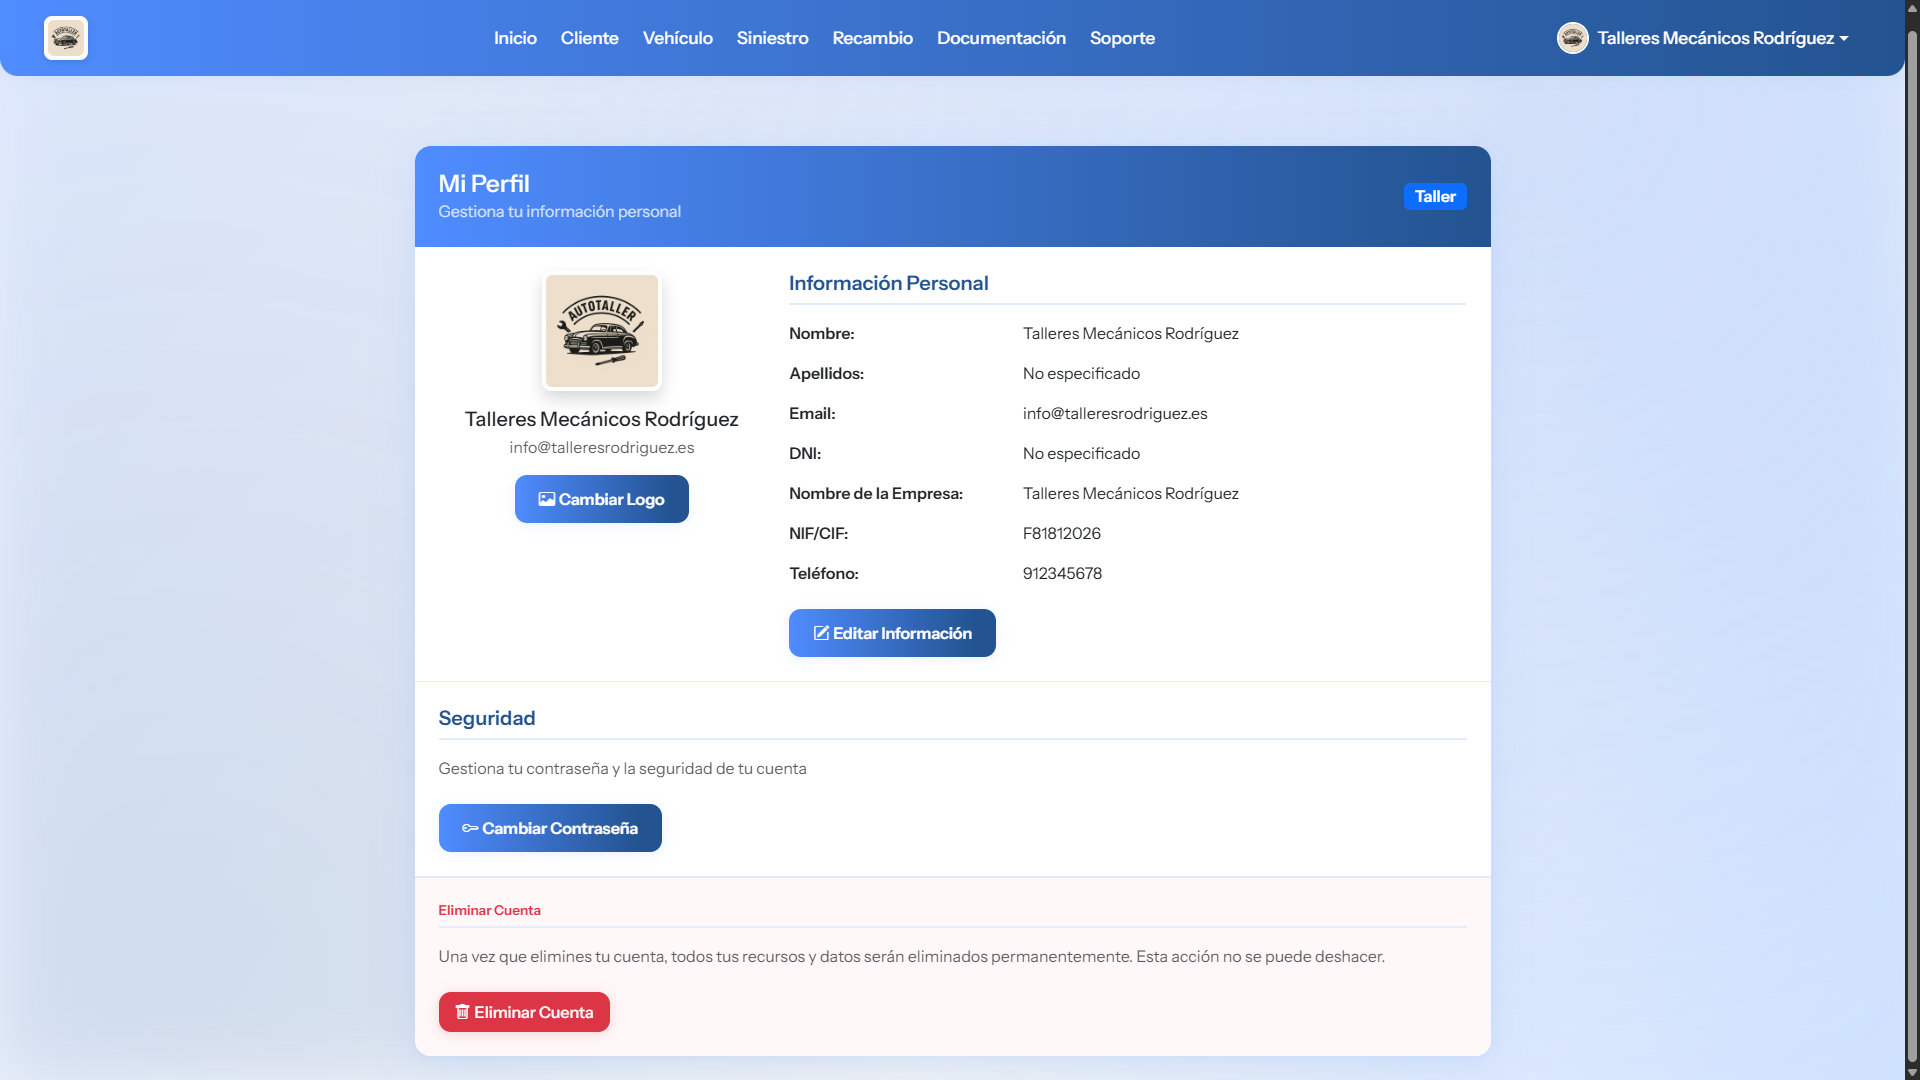 Inicio Cliente Vehículo Siniestro Recambio Documentación Soporte Talleres Mecánicos Rodríguez
Mi Perfil
Gestiona tu información personal
Taller
AUTOTALLER
Talleres Mecánicos Rodríguez
info@talleresrodriguez.es
Cambiar Logo
Información Personal
Nombre: Talleres Mecánicos Rodríguez
Apellidos: No especificado
Email: info@talleresrodriguez.es
DNI: No especificado
Nombre de la Empresa: Talleres Mecánicos Rodríguez
NIF/CIF: F81812026
Teléfono: 912345678
Editar Información
Seguridad
Gestiona tu contraseña y la seguridad de tu cuenta
Cambiar Contraseña
Eliminar Cuenta
Una vez que elimines tu cuenta, todos tus recursos y datos serán eliminados permanentemente. Esta acción no se puede deshacer.
Eliminar Cuenta